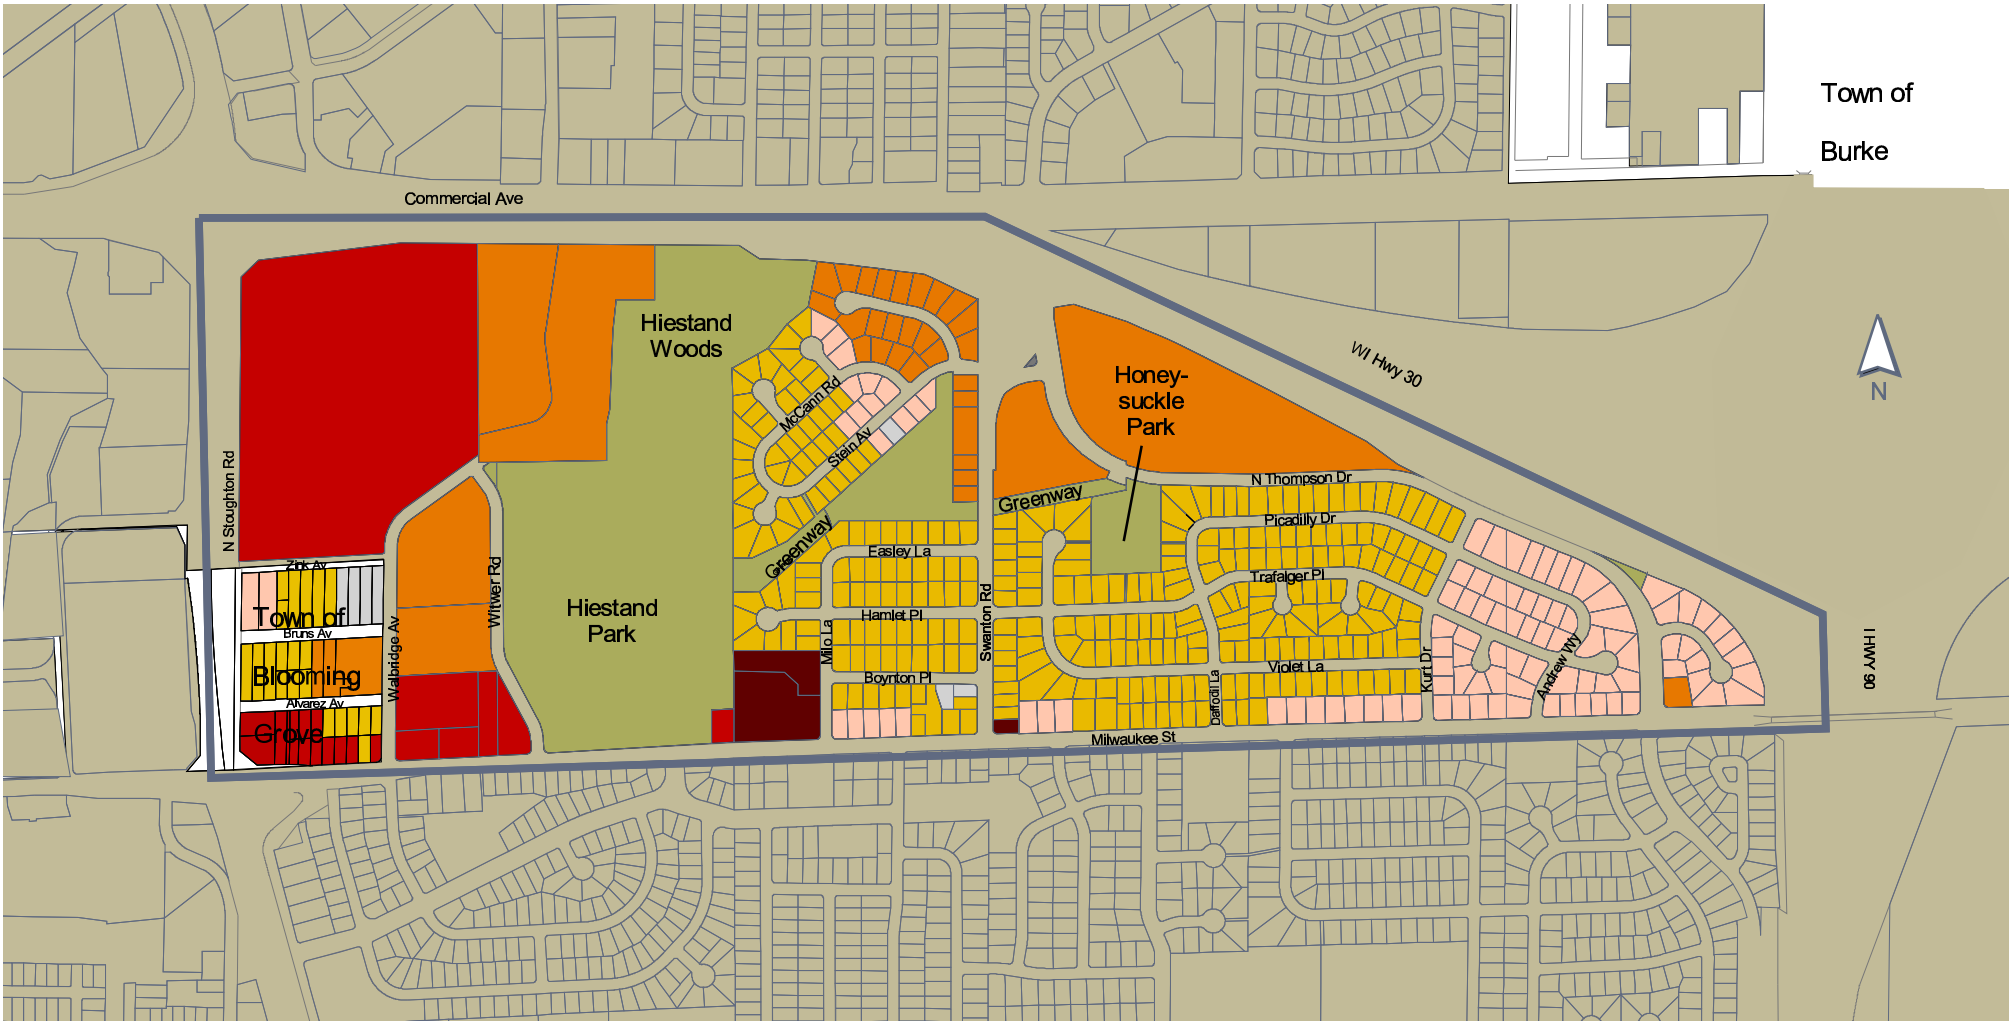 Town of
Burke
Commercial Ave
Hiestand
Woods
WI Hwy 30
Honey-
suckle
Park
N
McCann Rd
Stein Av
N Stoughton Rd
N Thompson Dr
Greenway
Picadilly Dr
Greenway
Easley La
Zink Av
Witwer Rd
Trafalger Pl
Hiestand
Park
Hamlet Pl
Swanton Rd
Town of
Bruns Av
Blooming
Walbridge Av
Milo La
Boynton Pl
Violet La
Kurt Dr
Andrew Wy
I HWY 90
Daffodil La
Alvarez Av
Grove
Milwaukee St